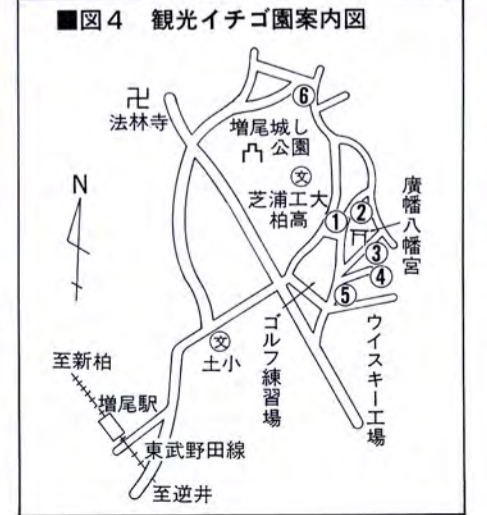 ■図4 観光イチゴ園案内図
卍
法林寺
⑥
増尾城し
公園
文
芝浦工大
柏高
N
①
②
廣幡八幡宮
③
④
⑤
ゴルフ練習場
ウイスキー工場
文
土小
至新柏
増尾駅
東武野田線
至逆井